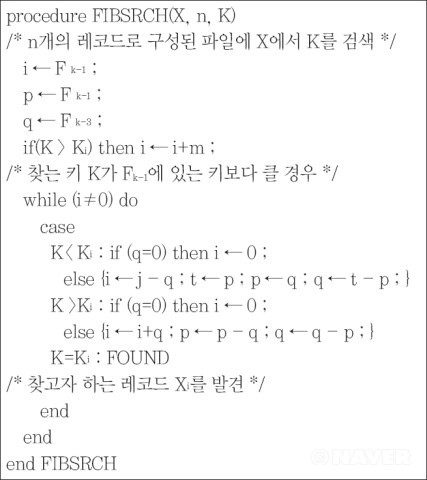 procedure FIBSRCH(X, n, K)
/* n개의 레코드로 구성된 파일에 X에서 K를 검색 */
i ← F k-1 ;
p ← F k-1 ;
q ← F k-3 ;
if(K > Ki) then i ← i+m ;
/* 찾는 키 K가 Fk-1에 있는 키보다 클 경우 */
while (i≠0) do
case
K< Ki : if (q=0) then i ← 0 ;
else {i ← j - q ; t ← p ; p ← q ; q ← t - p ; }
K >Ki : if (q=0) then i ← 0 ;
else {i ← i+q ; p ← p - q ; q ← q - p ; }
K=Ki : FOUND
/* 찾고자 하는 레코드 Xi를 발견 */
end
end
end FIBSRCH
NAVER